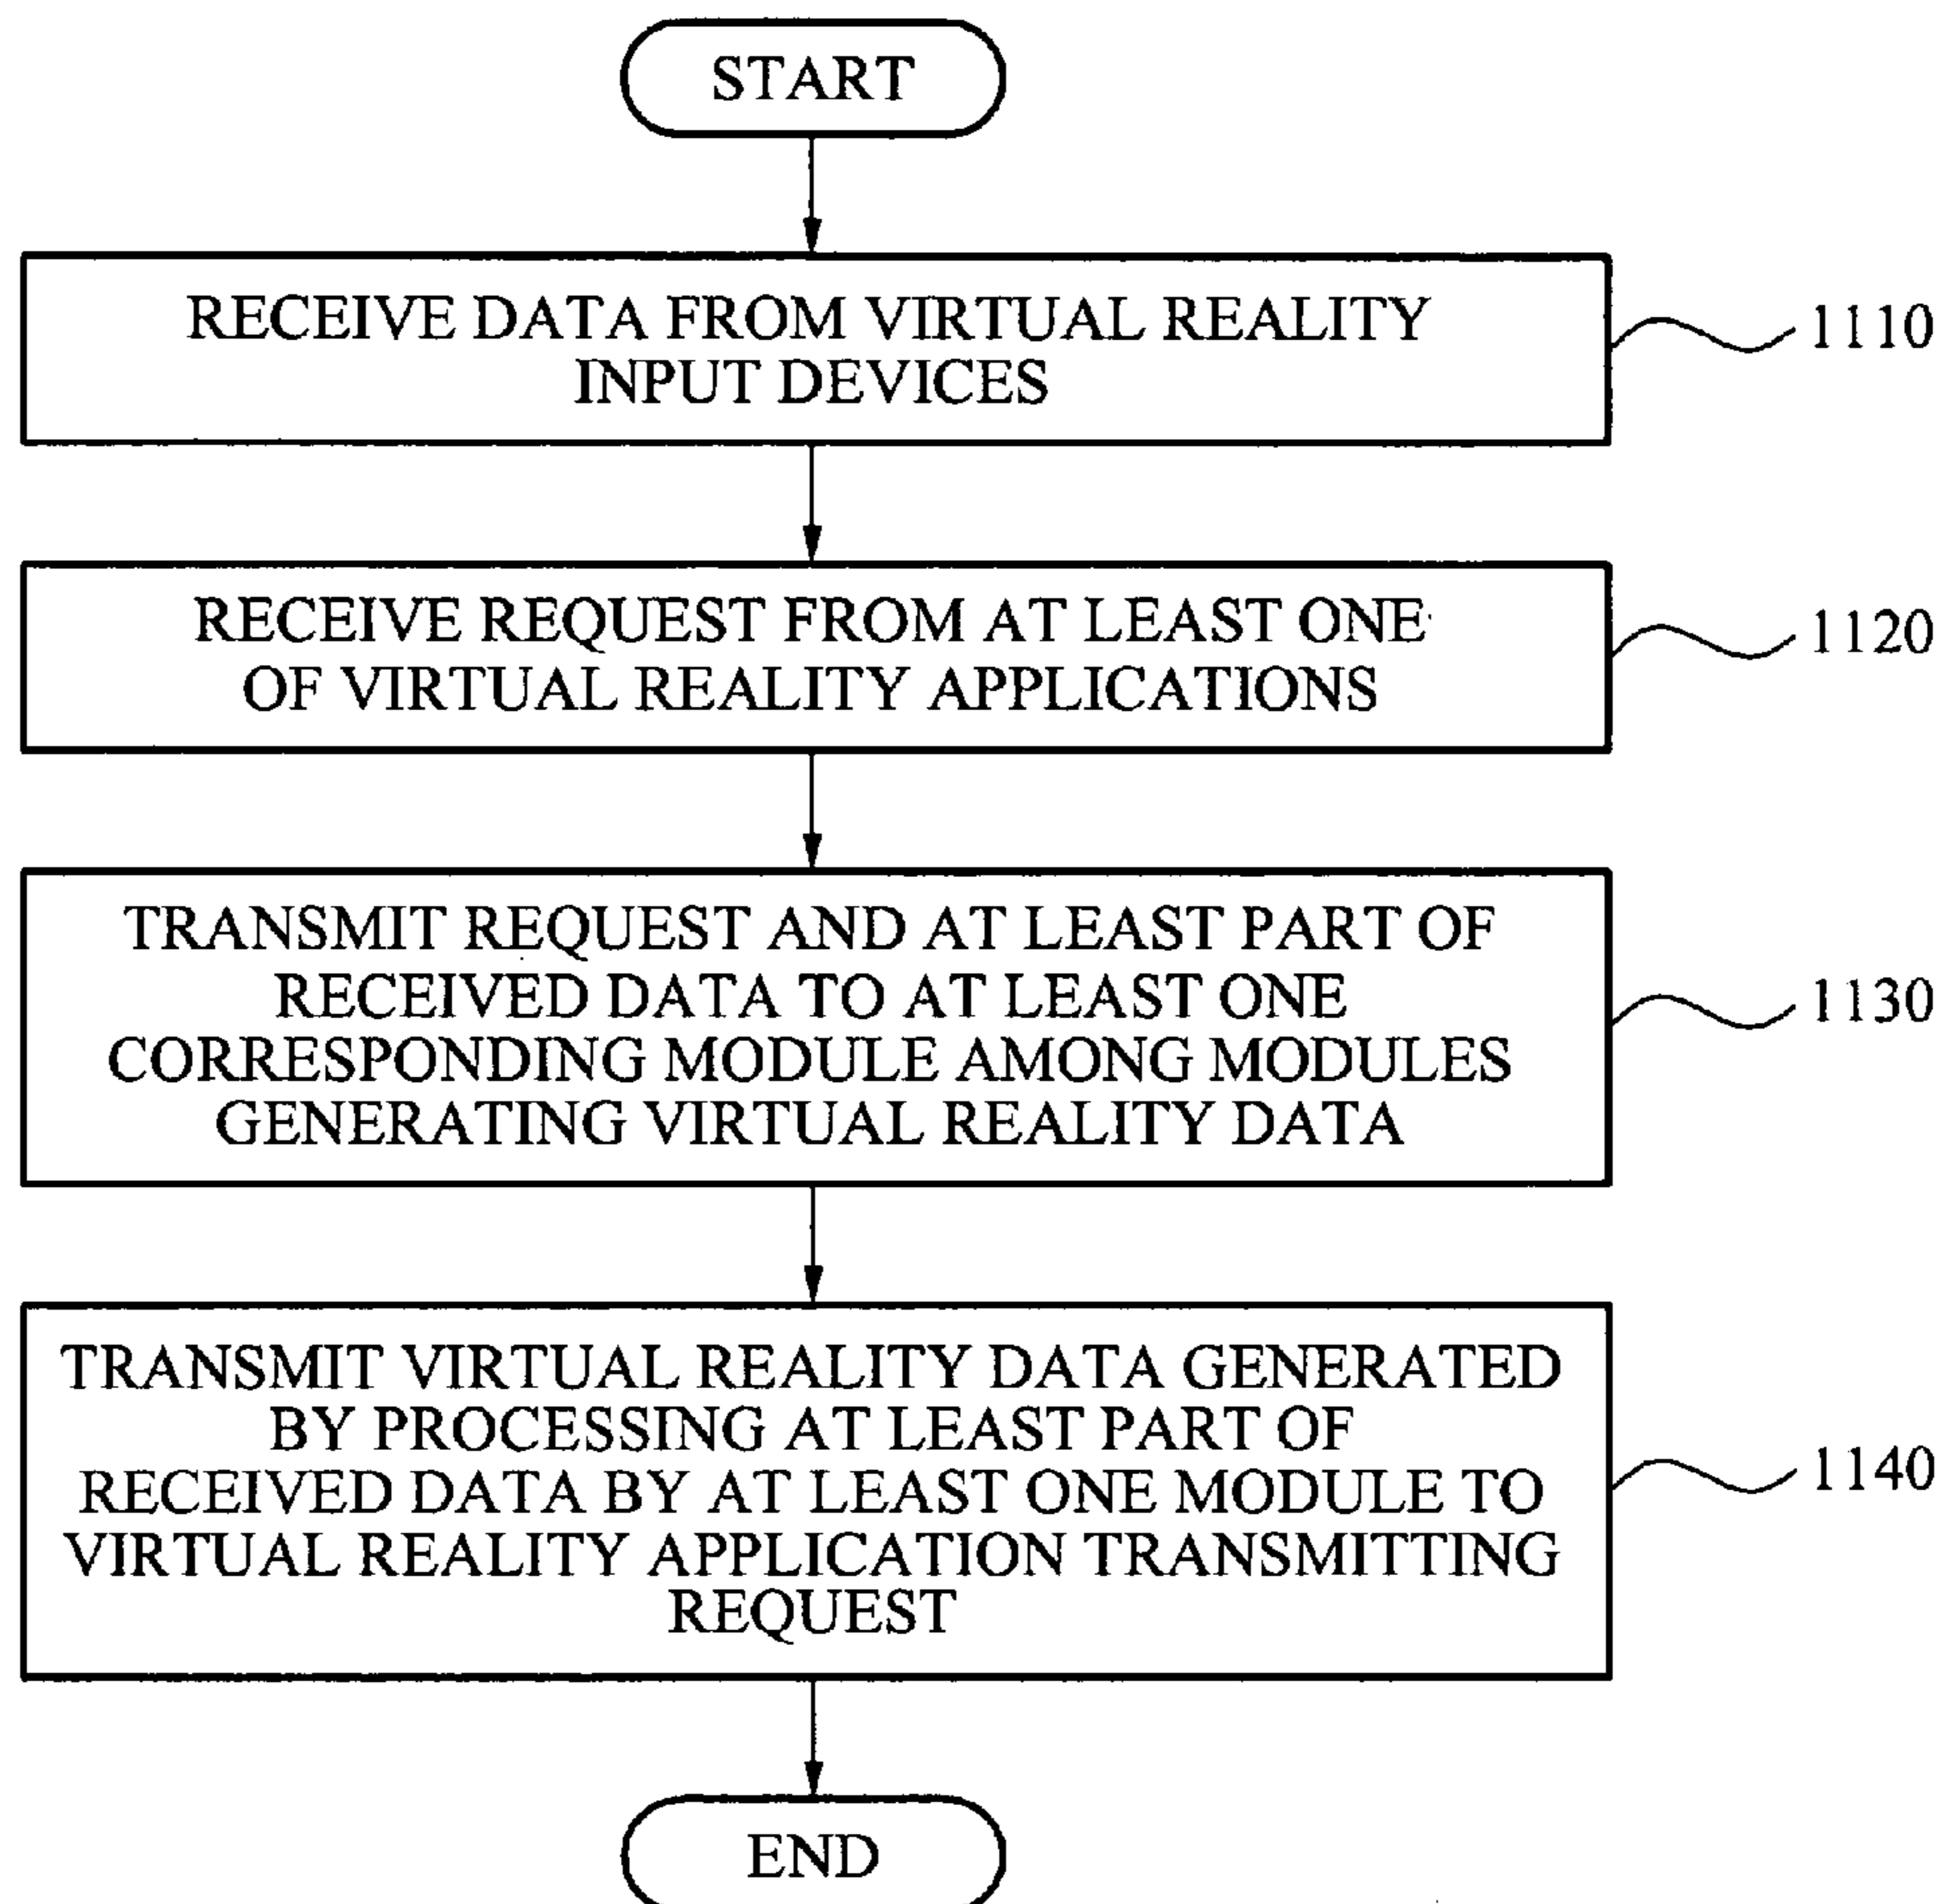 START
RECEIVE DATA FROM VIRTUAL REALITY
INPUT DEVICES
1110
RECEIVE REQUEST FROM AT LEAST ONE
OF VIRTUAL REALITY APPLICATIONS
1120
TRANSMIT REQUEST AND AT LEAST PART OF
RECEIVED DATA TO AT LEAST ONE
CORRESPONDING MODULE AMONG MODULES
GENERATING VIRTUAL REALITY DATA
1130
TRANSMIT VIRTUAL REALITY DATA GENERATED
BY PROCESSING AT LEAST PART OF
RECEIVED DATA BY AT LEAST ONE MODULE TO
VIRTUAL REALITY APPLICATION TRANSMITTING
REQUEST
1140
END